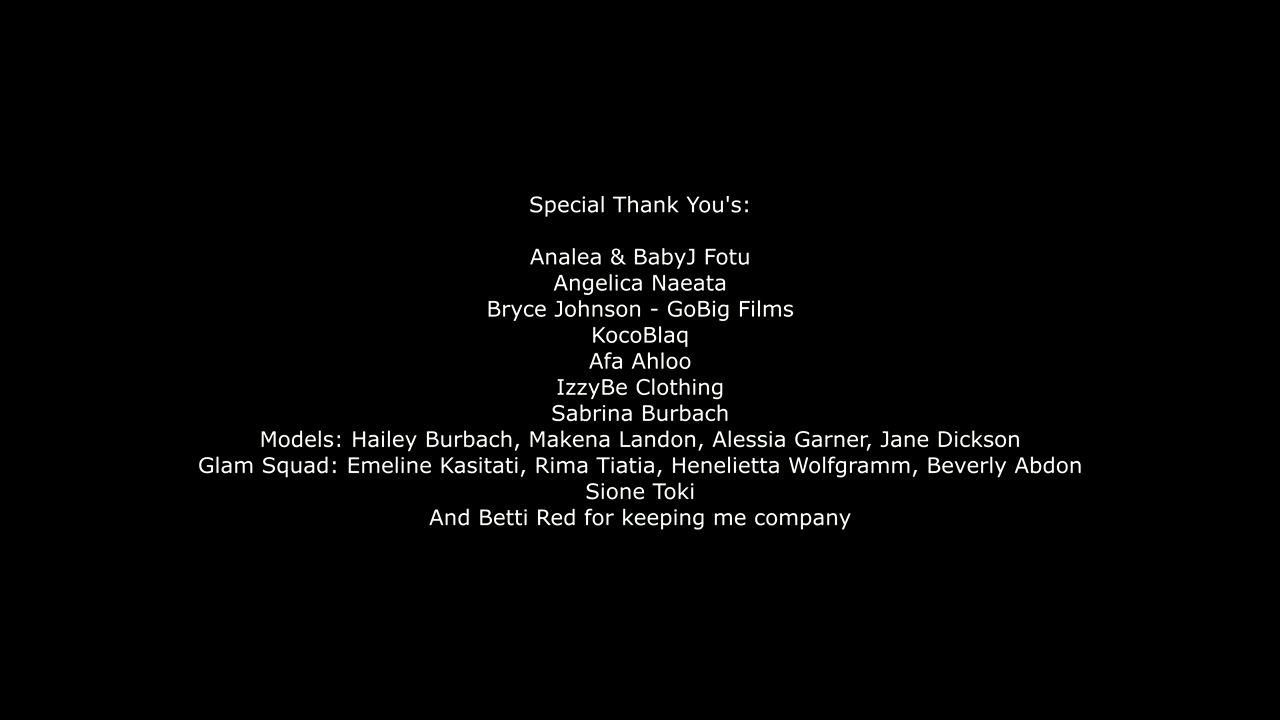 Special Thank You's:
Analea & BabyJ Fotu
Angelica Naeata
Bryce Johnson - GoBig Films
KocoBlaq
Afa Ahloo
IzzyBe Clothing
Sabrina Burbach
Models: Hailey Burbach, Makena Landon, Alessia Garner, Jane Dickson
Glam Squad: Emeline Kasitati, Rima Tiatia, Henelietta Wolfgramm, Beverly Abdon
Sione Toki
And Betti Red for keeping me company